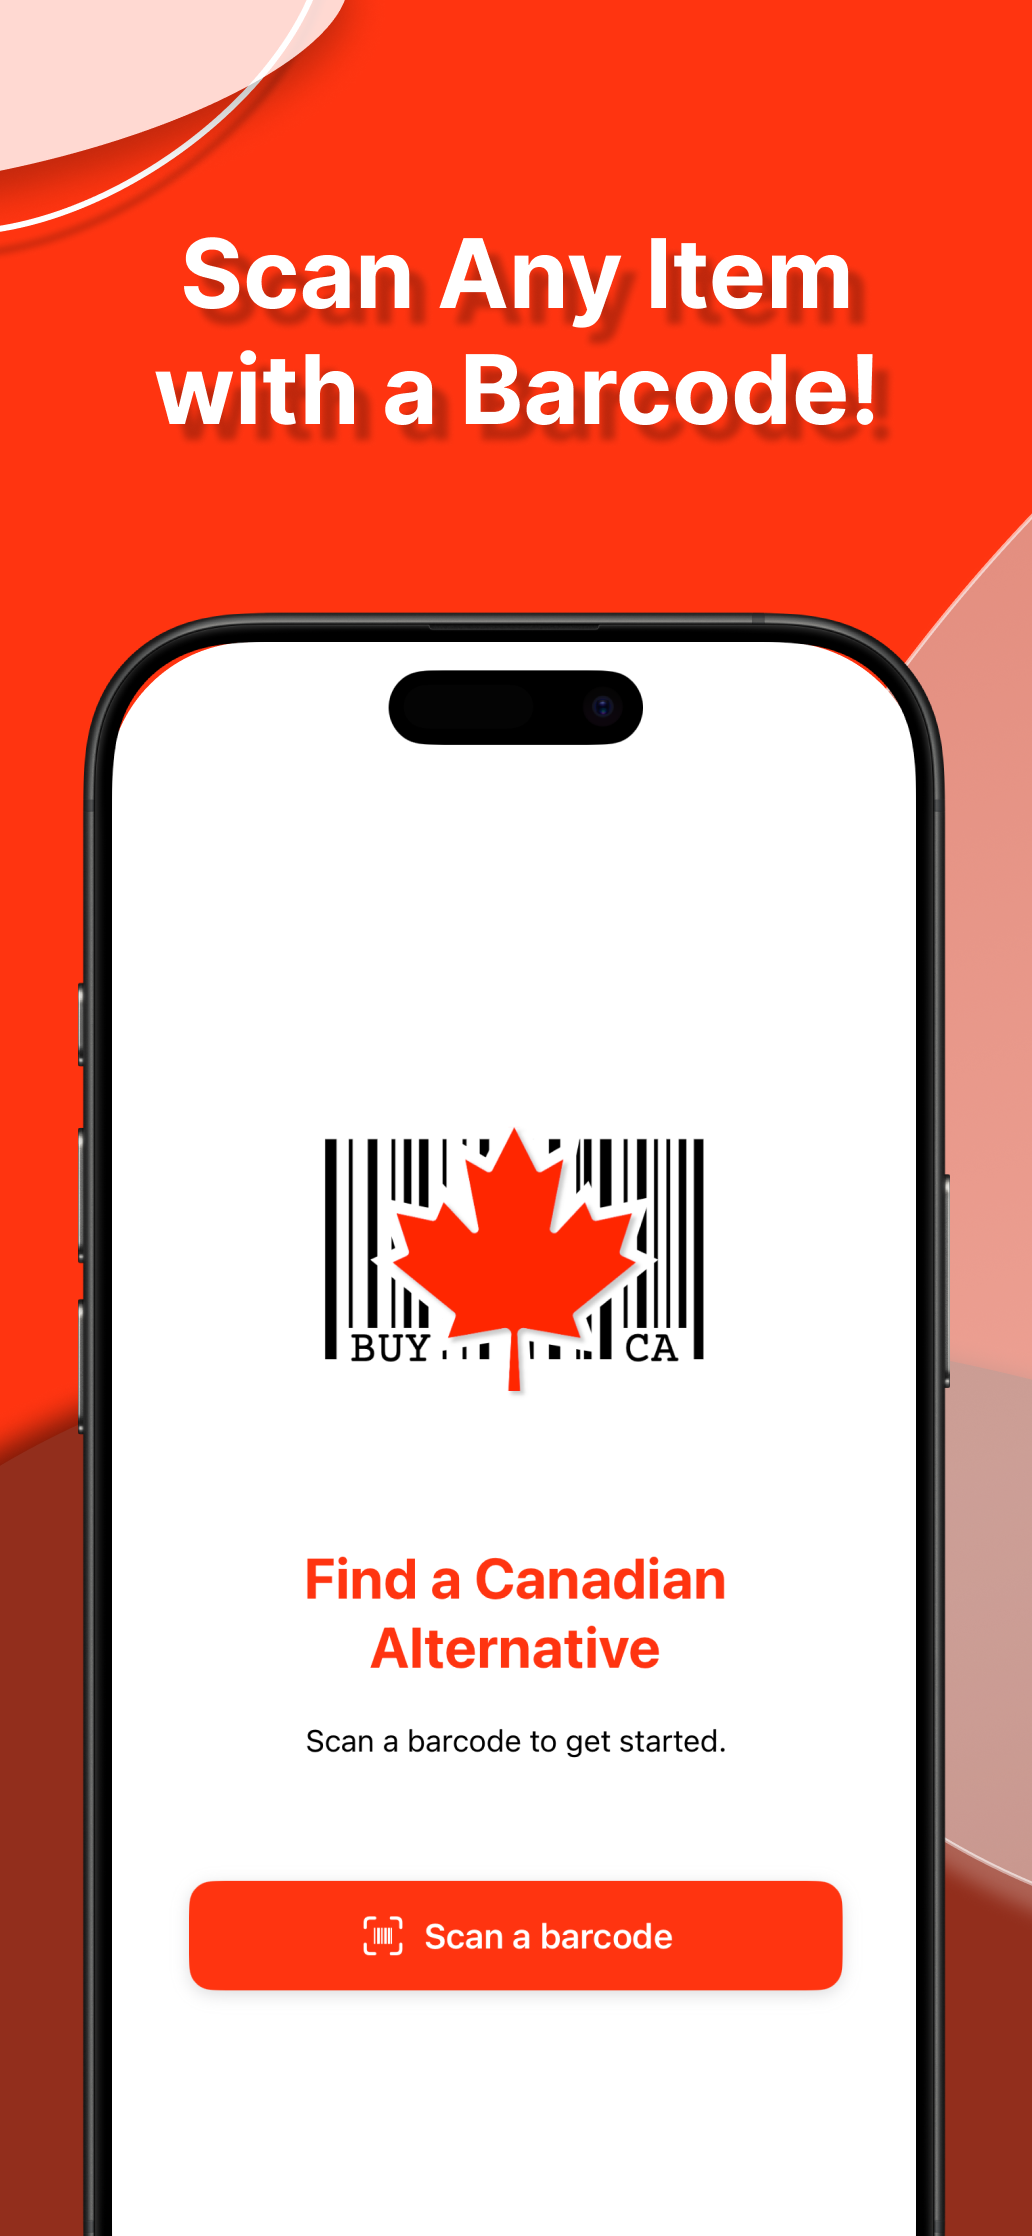 Scan Any Item
with a Barcode!
BUY CA
Find a Canadian
Alternative
Scan a barcode to get started.
Scan a barcode